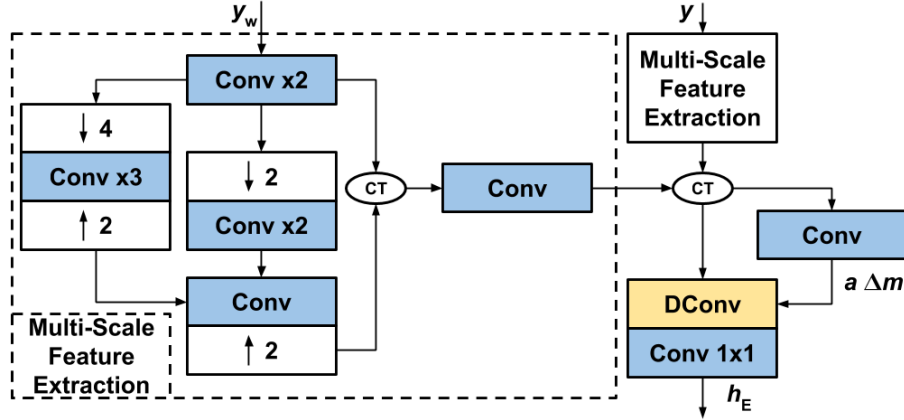 y_w
y
Conv x2
Multi-Scale
Feature
Extraction
↓ 4
Conv x3
↑ 2
↓ 2
Conv x2
CT
Conv
CT
Conv
Conv
↑ 2
a Δm
DConv
Conv 1x1
Multi-Scale
Feature
Extraction
h_E